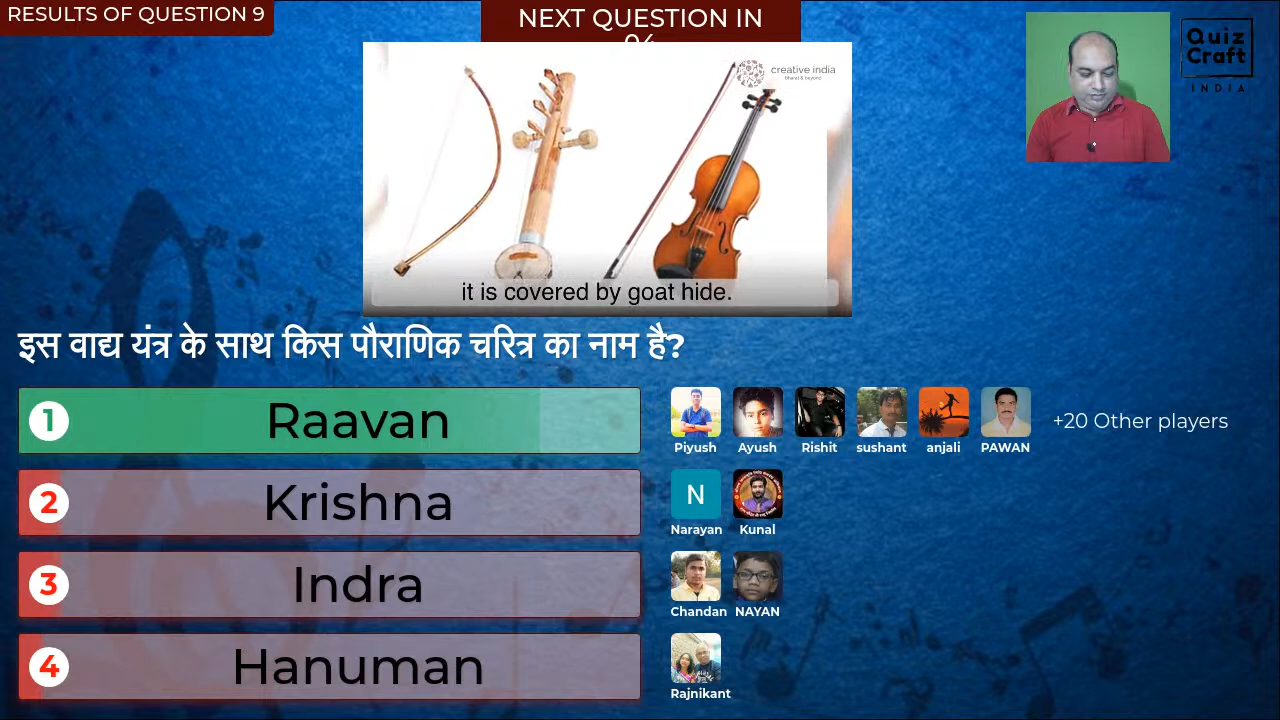 RESULTS OF QUESTION 9
NEXT QUESTION IN
Quiz
Craft
INDIA
creative india
bharat & beyond
it is covered by goat hide.
इस वाद्य यंत्र के साथ किस पौराणिक चरित्र का नाम है?
1 Raavan
Piyush Ayush Rishit sushant anjali PAWAN
+20 Other players
2 Krishna
N
Narayan Kunal
3 Indra
Chandan NAYAN
4 Hanuman
Rajnikant